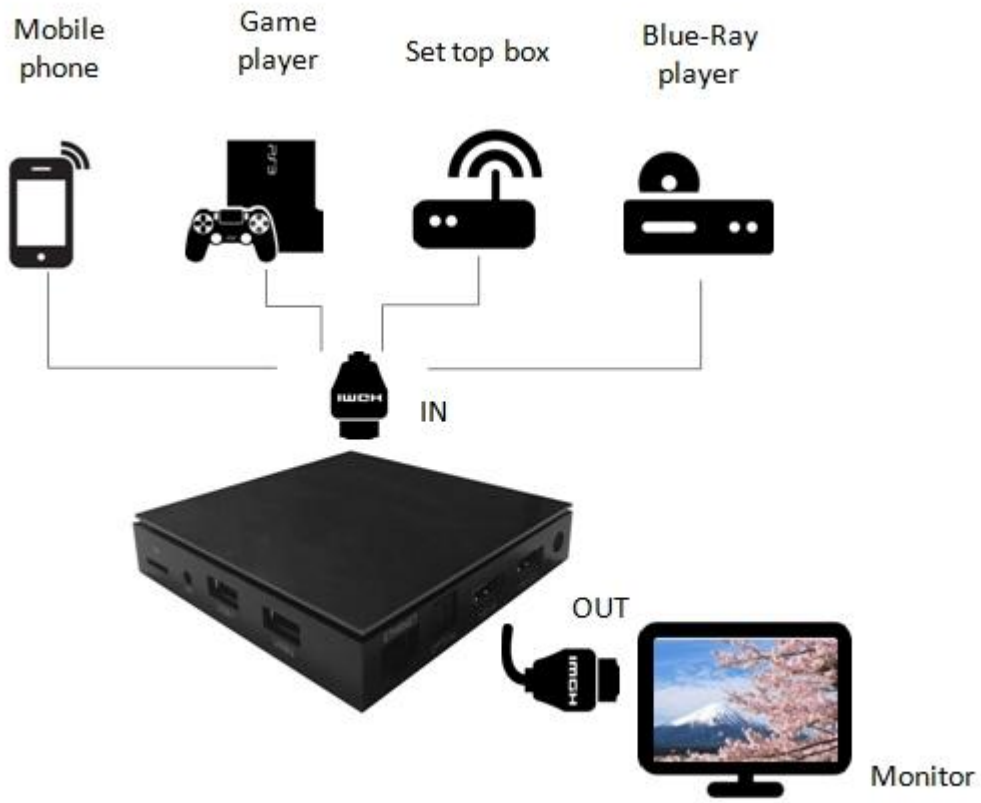 Mobile
phone
Game
player
Set top box
Blue-Ray
player
PS3
HDMI
IN
OUT
HDMI
Monitor